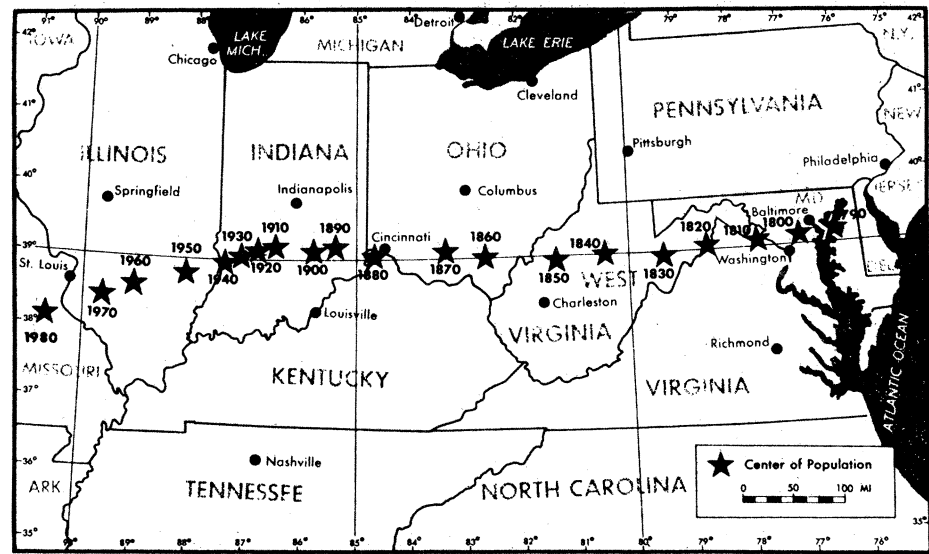 91° 90° 89° 88° 87° 86° 85° 84° 83° 82° 81° 80° 79° 78° 77° 76° 75° 42°
42°
IOWA
LAKE
MICH.
Chicago
MICHIGAN
Detroit
LAKE ERIE
Cleveland
N.Y.
41°
PENNSYLVANIA
NEW
JERSEY
ILLINOIS
INDIANA
OHIO
Pittsburgh
Philadelphia
40°
Springfield
Indianapolis
Columbus
MD
Baltimore
39°
St. Louis
Cincinnati
Washington
DEL
1980
1970
1960
1950
1940
1930
1920
1910
1900
1890
1880
1870
1860
1850
1840
1830
1820
1810
1800
1790
WEST
VIRGINIA
Charleston
38°
Louisville
Richmond
MISSOURI
37°
KENTUCKY
VIRGINIA
ATLANTIC OCEAN
36°
Nashville
ARK
TENNESSEE
NORTH CAROLINA
Center of Population
0 50 100 MI
35°
35°
89° 88° 87° 86° 85° 84° 83° 82° 81° 80° 79° 78° 77° 76°